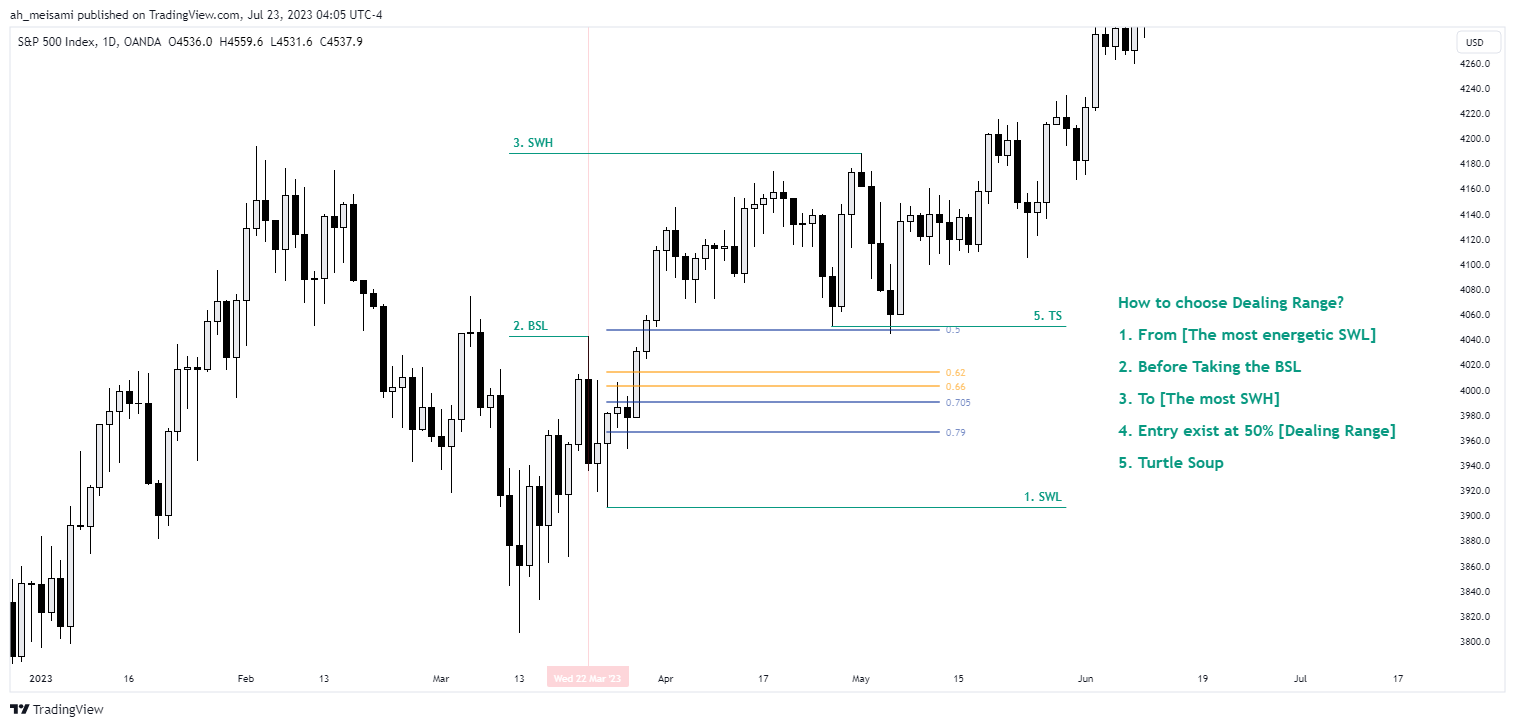 ah_meisami published on TradingView.com, Jul 23, 2023 04:05 UTC-4
S&P 500 Index, 1D, OANDA O4536.0 H4559.6 L4531.6 C4537.9
USD
4260.0
4240.0
4220.0
4200.0
4180.0
4160.0
4140.0
4120.0
4100.0
4080.0
4060.0
4040.0
4020.0
4000.0
3980.0
3960.0
3940.0
3920.0
3900.0
3880.0
3860.0
3840.0
3820.0
3800.0
3. SWH
2. BSL
5. TS
0.5
0.62
0.66
0.705
0.79
1. SWL
How to choose Dealing Range?
1. From [The most energetic SWL]
2. Before Taking the BSL
3. To [The most SWH]
4. Entry exist at 50% [Dealing Range]
5. Turtle Soup
2023 16 Feb 13 Mar 13 Wed 22 Mar '23 Apr 17 May 15 Jun 19 Jul 17
TradingView